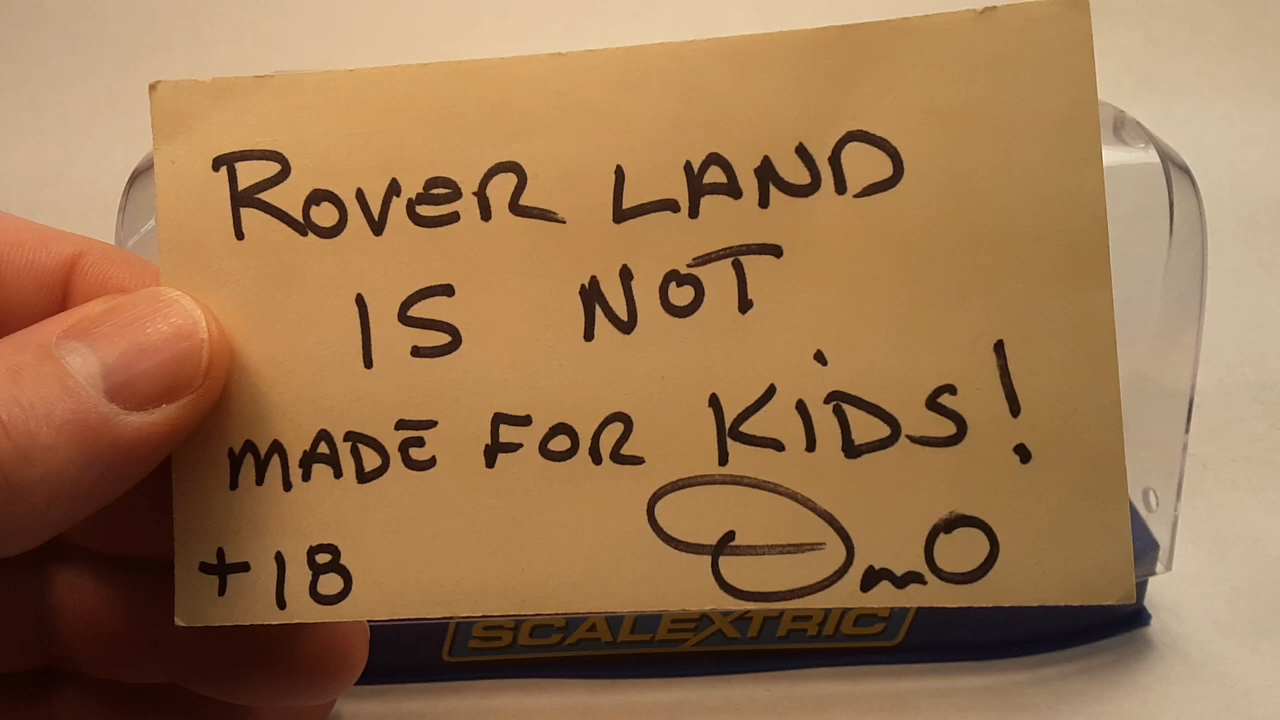 ROVER LAND
IS NOT
MADE FOR KIDS!
+18
SCALEXTRIC